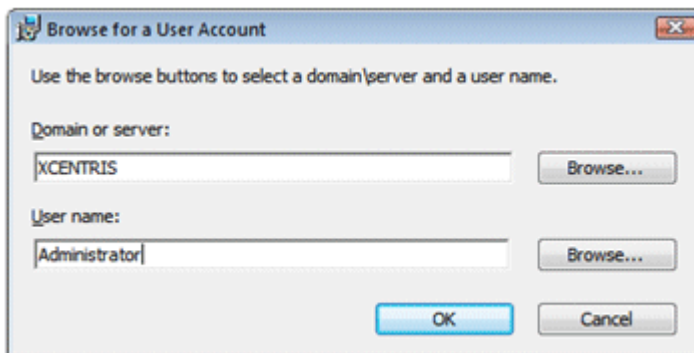 Browse for a User Account
Use the browse buttons to select a domain\server and a user name.
Domain or server:
XCENTRIS
Browse...
User name:
Administrator
Browse...
OK
Cancel